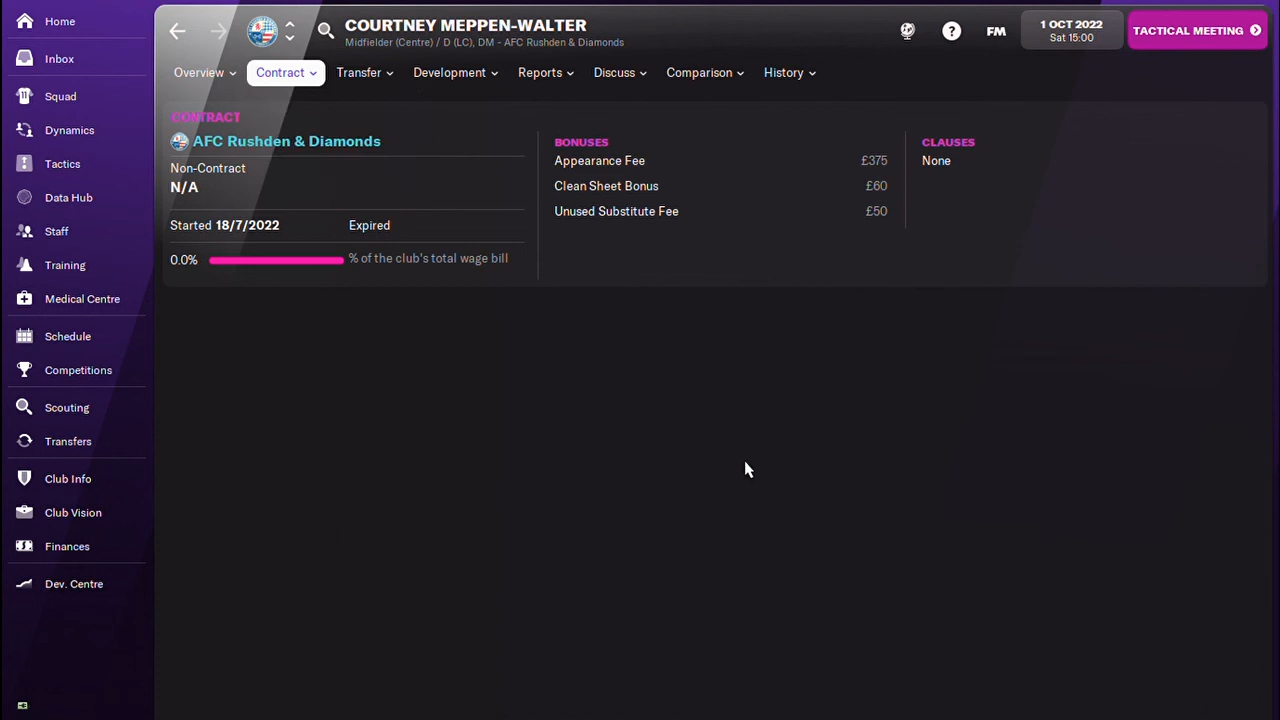 Home
Inbox
Squad
Dynamics
Tactics
Data Hub
Staff
Training
Medical Centre
Schedule
Competitions
Scouting
Transfers
Club Info
Club Vision
Finances
Dev. Centre
COURTNEY MEPPEN-WALTER
Midfielder (Centre) / D (LC), DM - AFC Rushden & Diamonds
FM
1 OCT 2022
Sat 15:00
TACTICAL MEETING
Overview
Contract
Transfer
Development
Reports
Discuss
Comparison
History
CONTRACT
AFC Rushden & Diamonds
Non-Contract
N/A
Started 18/7/2022 Expired
0.0% % of the club's total wage bill
BONUSES
Appearance Fee £375
Clean Sheet Bonus £60
Unused Substitute Fee £50
CLAUSES
None